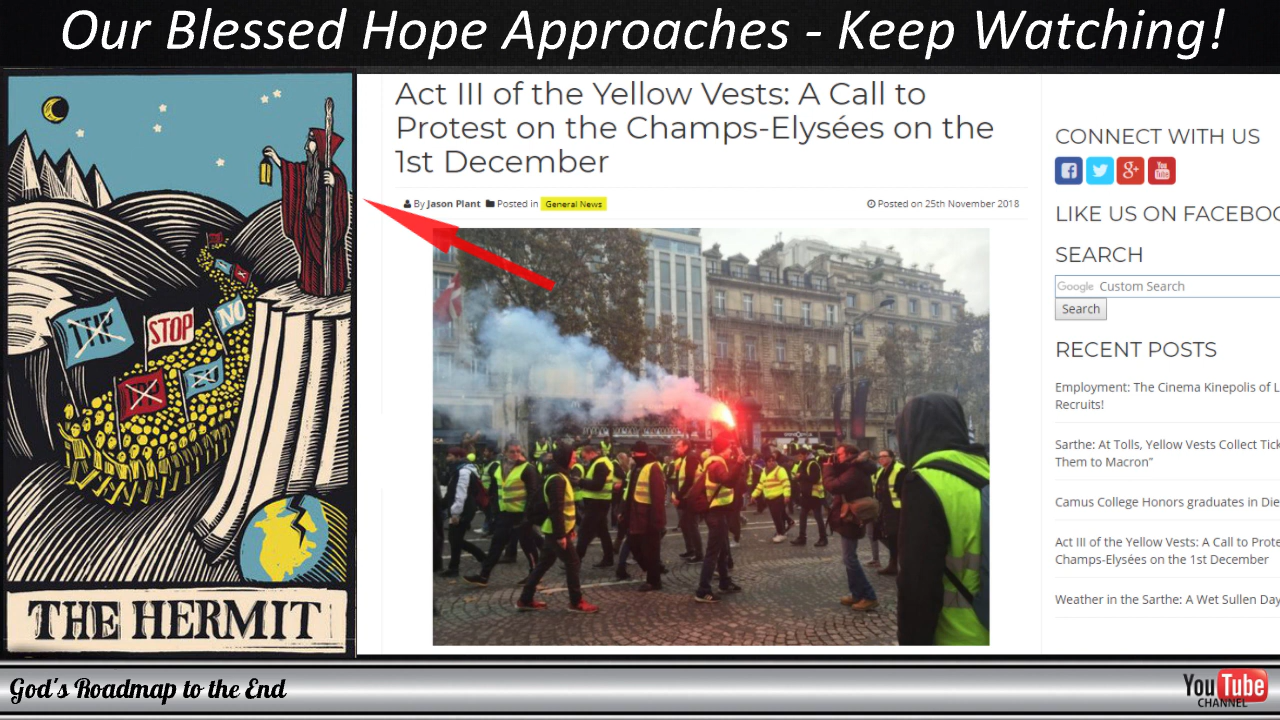 Our Blessed Hope Approaches - Keep Watching!
STOP
NO
THE HERMIT
Act III of the Yellow Vests: A Call to
Protest on the Champs-Elysées on the
1st December
By Jason Plant Posted in General News
Posted on 25th November 2018
CONNECT WITH US
LIKE US ON FACEBOO
SEARCH
Google Custom Search
Search
RECENT POSTS
Employment: The Cinema Kinepolis of L
Recruits!
Sarthe: At Tolls, Yellow Vests Collect Tick
Them to Macron”
Camus College Honors graduates in Die
Act III of the Yellow Vests: A Call to Prote
Champs-Elysées on the 1st December
Weather in the Sarthe: A Wet Sullen Day
God's Roadmap to the End
YouTube
CHANNEL